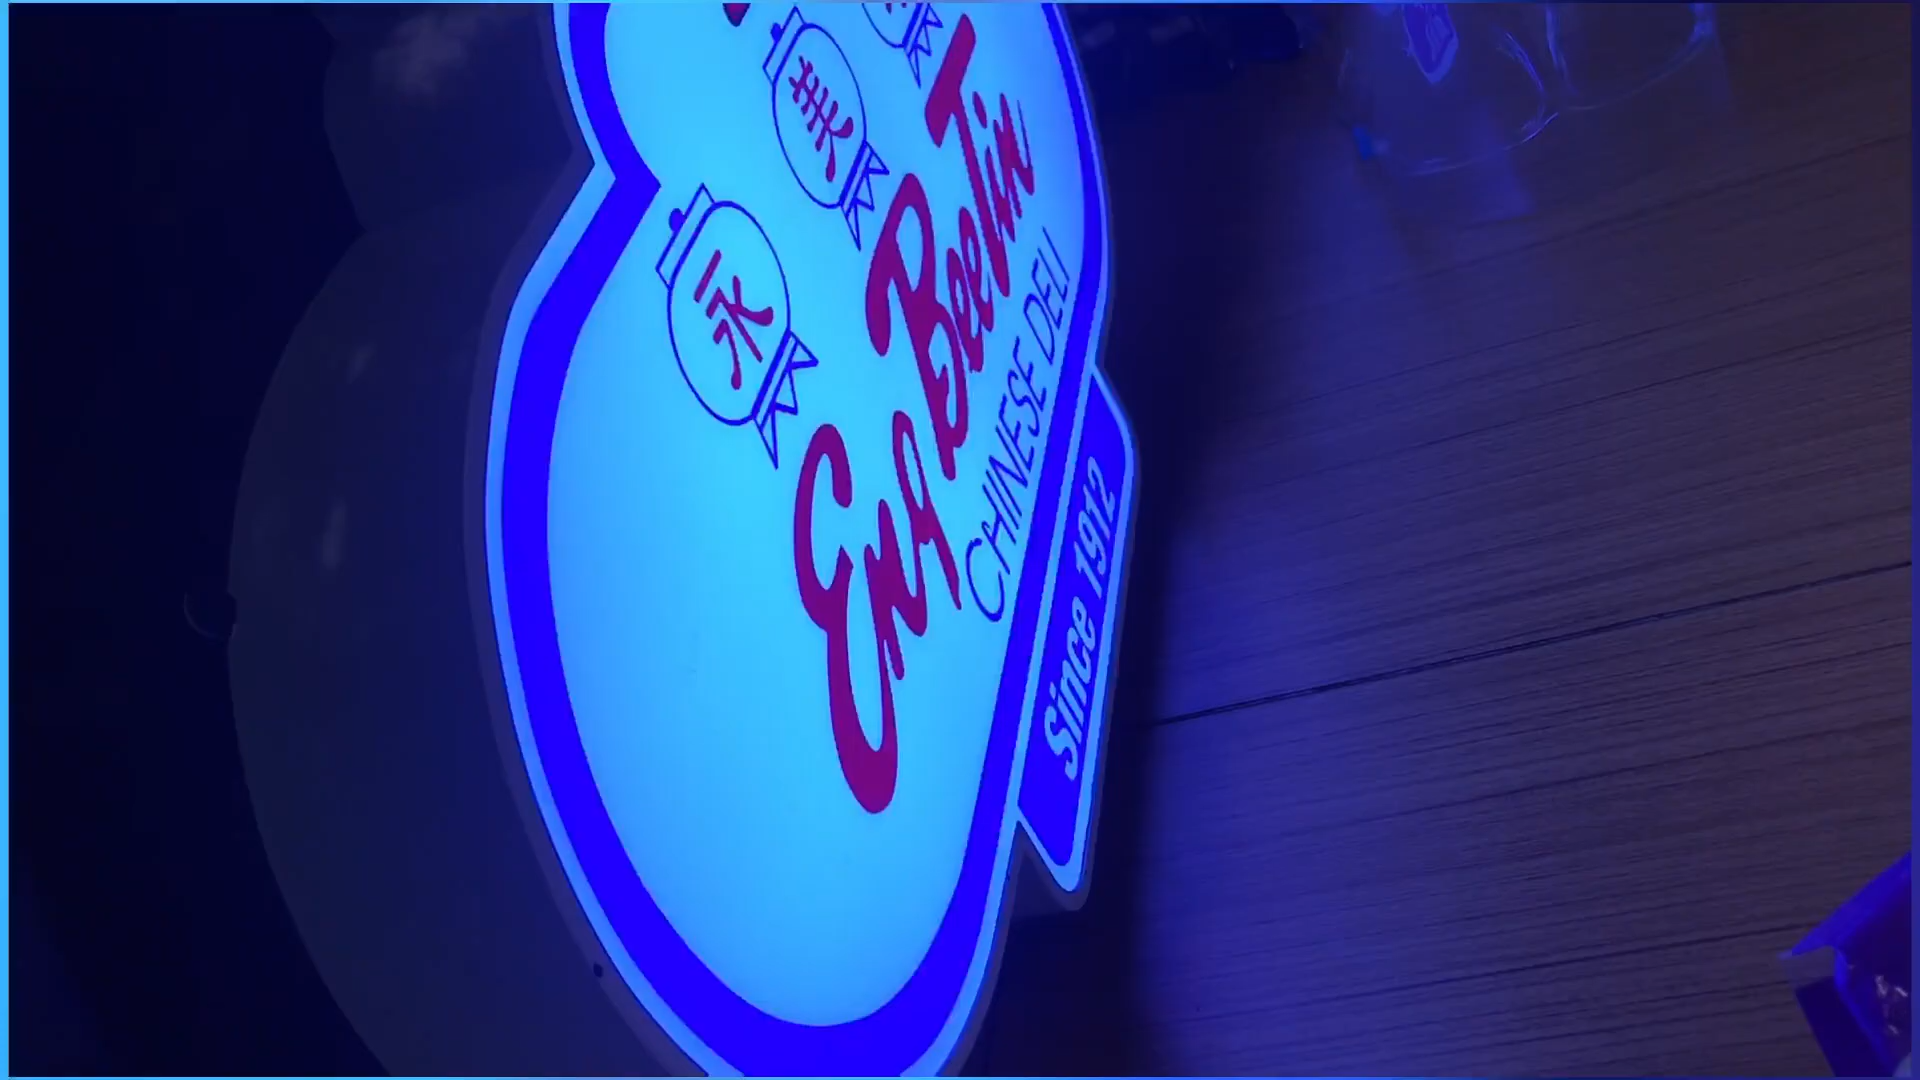 永 美
Eng Bee Tin
CHINESE DELI
Since 1912